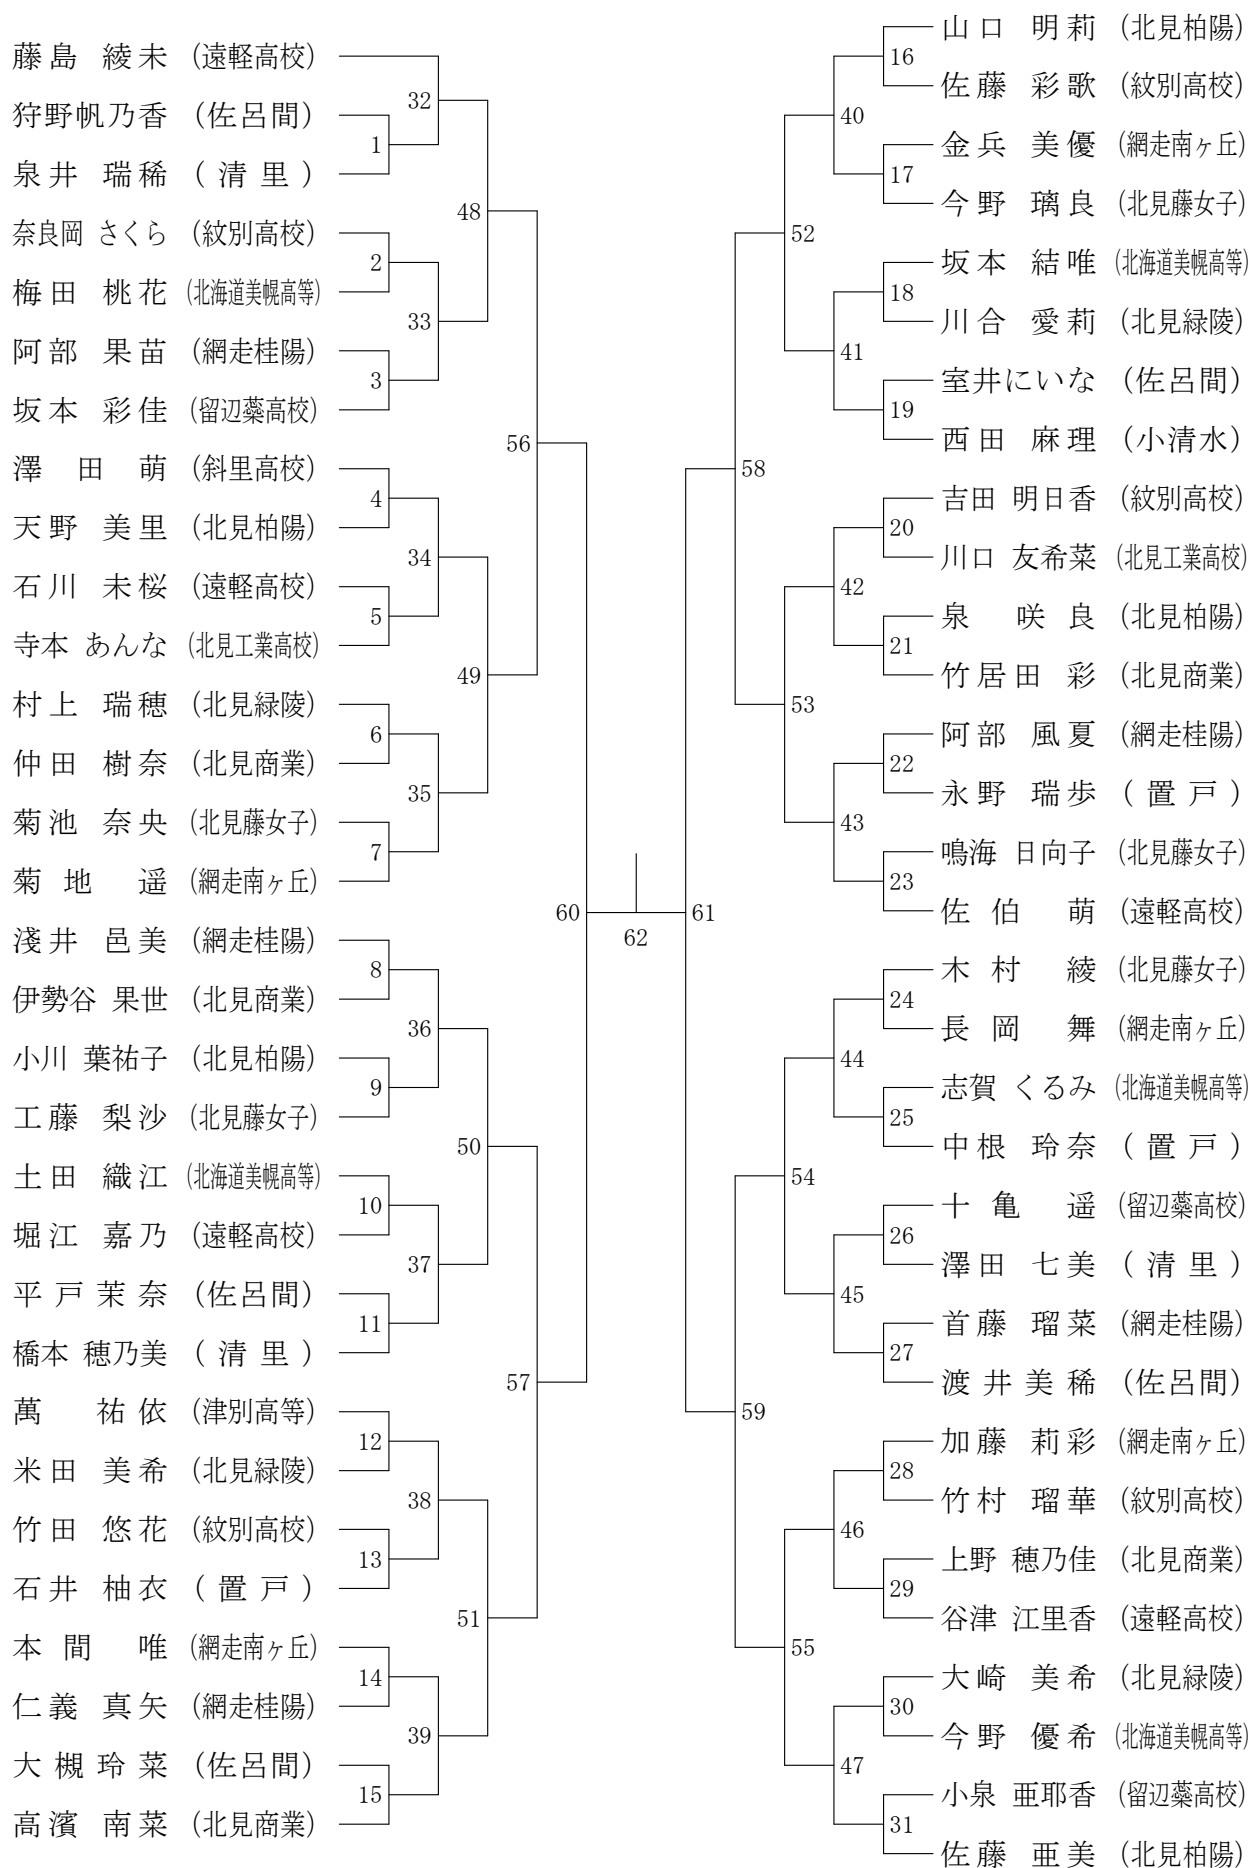 藤島 綾未 (遠軽高校)
狩野帆乃香 (佐呂間)
泉井 瑞稀 (清里)
奈良岡 さくら (紋別高校)
梅田 桃花 (北海道美幌高等)
阿部 果苗 (網走桂陽)
坂本 彩佳 (留辺蘂高校)
澤田 萌 (斜里高校)
天野 美里 (北見柏陽)
石川 未桜 (遠軽高校)
寺本 あんな (北見工業高校)
村上 瑞穂 (北見緑陵)
仲田 樹奈 (北見商業)
菊池 奈央 (北見藤女子)
菊地 遥 (網走南ヶ丘)
淺井 邑美 (網走桂陽)
伊勢谷 果世 (北見商業)
小川 葉祐子 (北見柏陽)
工藤 梨沙 (北見藤女子)
土田 織江 (北海道美幌高等)
堀江 嘉乃 (遠軽高校)
平戸茉奈 (佐呂間)
橋本 穂乃美 (清里)
萬 祐依 (津別高等)
米田 美希 (北見緑陵)
竹田 悠花 (紋別高校)
石井 柚衣 (置戸)
本間 唯 (網走南ヶ丘)
仁義 真矢 (網走桂陽)
大槻玲菜 (佐呂間)
高濱 南菜 (北見商業)
1
2
3
4
5
6
7
8
9
10
11
12
13
14
15
32
33
34
35
36
37
38
39
48
49
50
51
56
57
60
62
61
58
59
52
53
54
55
40
41
42
43
44
45
46
47
16
17
18
19
20
21
22
23
24
25
26
27
28
29
30
31
山口 明莉 (北見柏陽)
佐藤 彩歌 (紋別高校)
金兵 美優 (網走南ヶ丘)
今野 璃良 (北見藤女子)
坂本 結唯 (北海道美幌高等)
川合 愛莉 (北見緑陵)
室井にいな (佐呂間)
西田 麻理 (小清水)
吉田 明日香 (紋別高校)
川口 友希菜 (北見工業高校)
泉 咲良 (北見柏陽)
竹居田 彩 (北見商業)
阿部 風夏 (網走桂陽)
永野 瑞歩 (置戸)
鳴海 日向子 (北見藤女子)
佐伯 萌 (遠軽高校)
木村 綾 (北見藤女子)
長岡 舞 (網走南ヶ丘)
志賀 くるみ (北海道美幌高等)
中根 玲奈 (置戸)
十亀 遥 (留辺蘂高校)
澤田 七美 (清里)
首藤 瑠菜 (網走桂陽)
渡井美稀 (佐呂間)
加藤 莉彩 (網走南ヶ丘)
竹村 瑠華 (紋別高校)
上野 穂乃佳 (北見商業)
谷津 江里香 (遠軽高校)
大崎 美希 (北見緑陵)
今野 優希 (北海道美幌高等)
小泉 亜耶香 (留辺蘂高校)
佐藤 亜美 (北見柏陽)